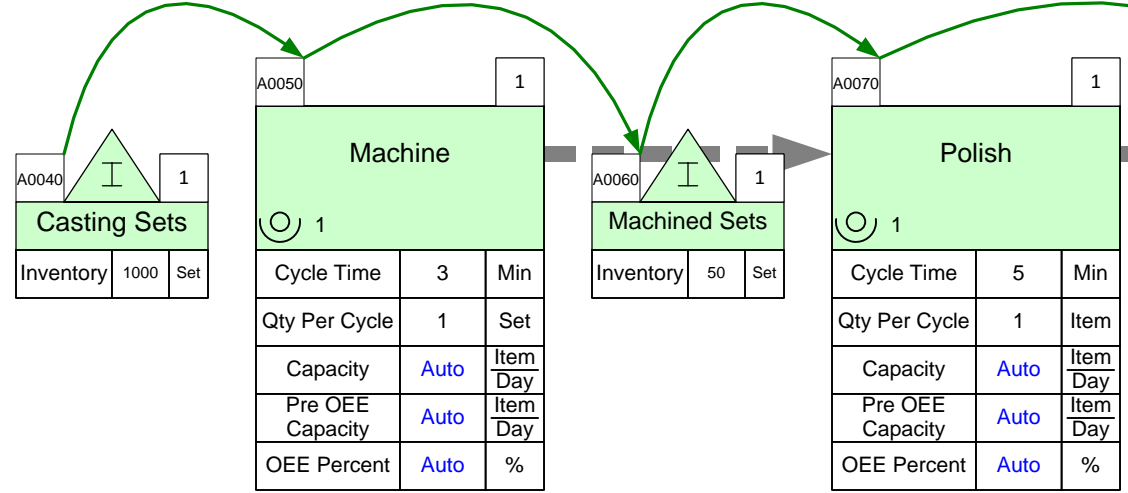 A0040
1
Casting Sets
Inventory 1000 Set
A0050
1
Machine
1
Cycle Time 3 Min
Qty Per Cycle 1 Set
Capacity Auto Item
Day
Pre OEE
Capacity Auto Item
Day
OEE Percent Auto %
A0060
1
Machined Sets
Inventory 50 Set
A0070
1
Polish
1
Cycle Time 5 Min
Qty Per Cycle 1 Item
Capacity Auto Item
Day
Pre OEE
Capacity Auto Item
Day
OEE Percent Auto %